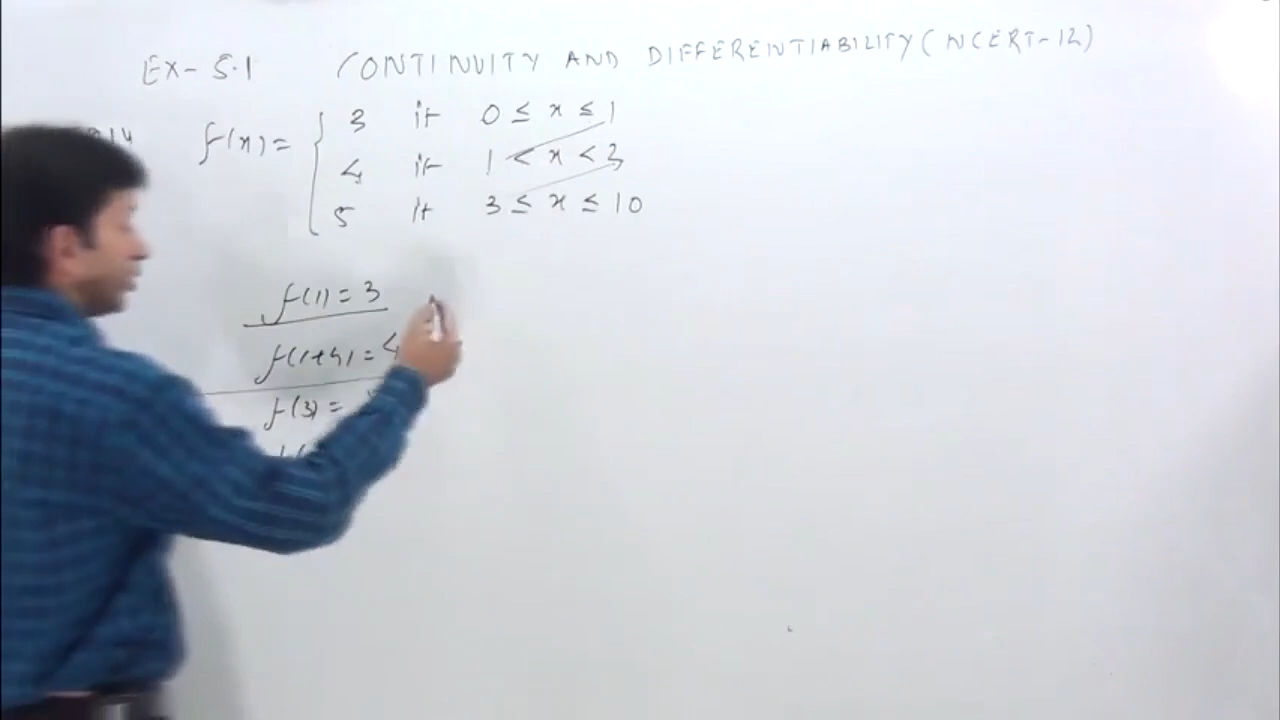 EX- 5.1 CONTINUITY AND DIFFERENTIABILITY (NCERT-12)
f(x) = { 3 if 0 ≤ x ≤ 1
4 if 1 < x < 3
5 if 3 ≤ x ≤ 10
f(1) = 3
f(1+h) = 4
f(3) =